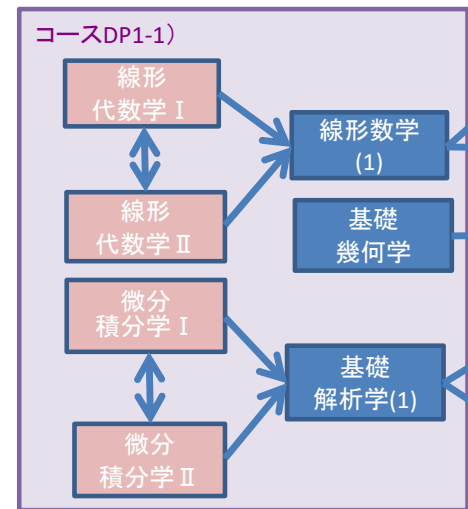 コースDP1-1）
線形
代数学Ⅰ
線形数学
(1)
線形
代数学Ⅱ
基礎
幾何学
微分
積分学Ⅰ
基礎
解析学(1)
微分
積分学Ⅱ